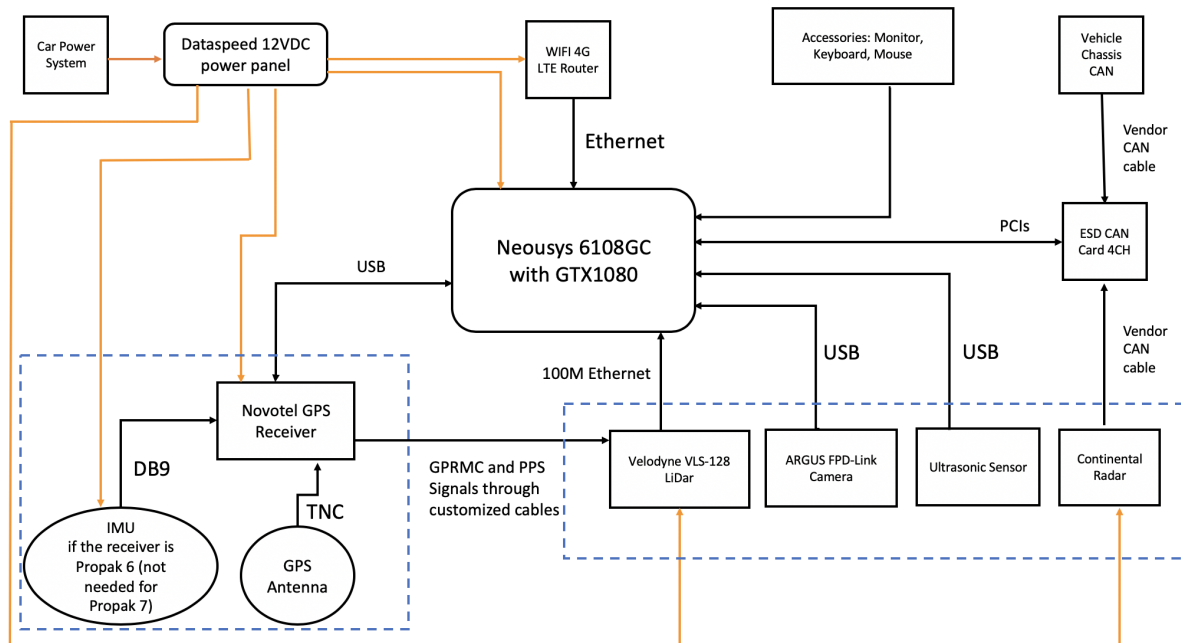 Car Power
System
Dataspeed 12VDC
power panel
WIFI 4G
LTE Router
Accessories: Monitor,
Keyboard, Mouse
Vehicle
Chassis
CAN
Ethernet
Vendor
CAN
cable
Neousys 6108GC
with GTX1080
PCIs
ESD CAN
Card 4CH
USB
USB
USB
Vendor
CAN
cable
100M Ethernet
Novotel GPS
Receiver
DB9
TNC
GPRMC and PPS
Signals through
customized cables
Velodyne VLS-128
LiDar
ARGUS FPD-Link
Camera
Ultrasonic Sensor
Continental
Radar
IMU
if the receiver is
Propak 6 (not
needed for
Propak 7)
GPS
Antenna